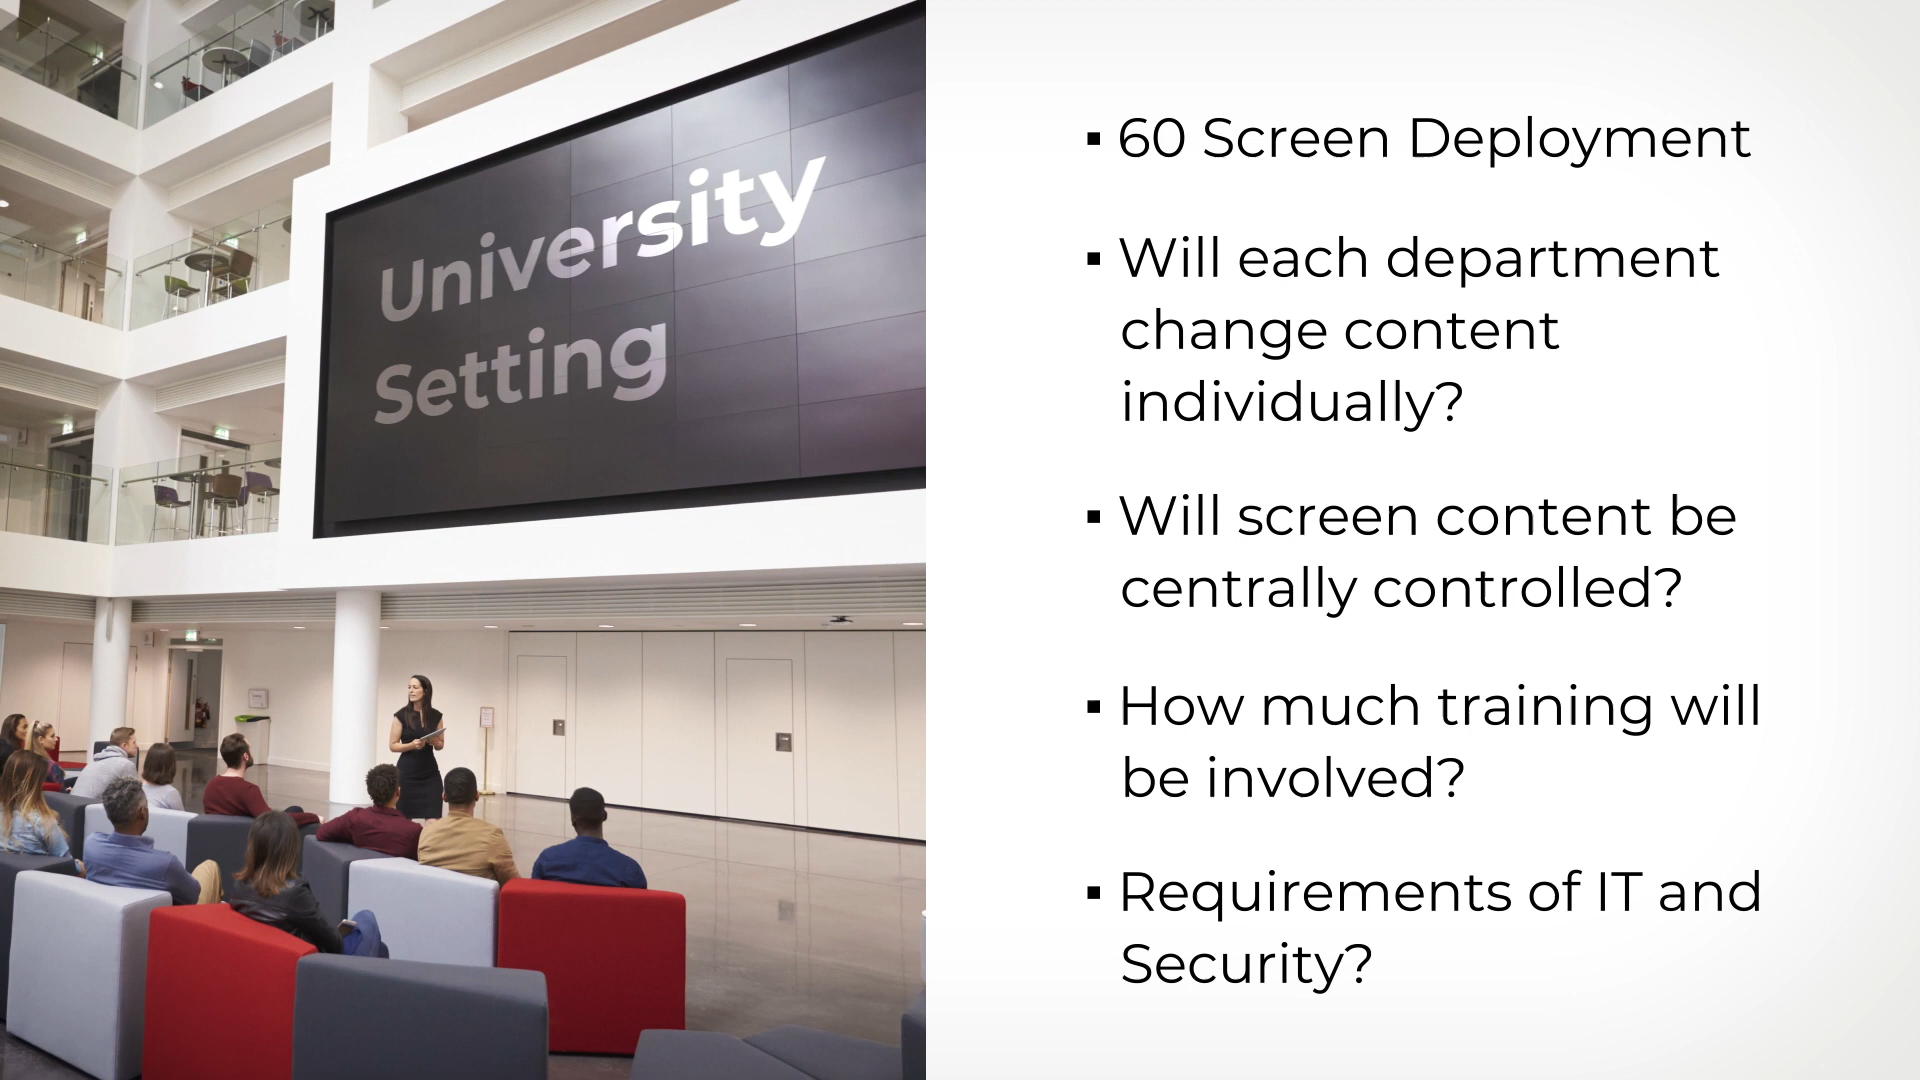 University
Setting
▪ 60 Screen Deployment
▪ Will each department
change content
individually?
▪ Will screen content be
centrally controlled?
▪ How much training will
be involved?
▪ Requirements of IT and
Security?